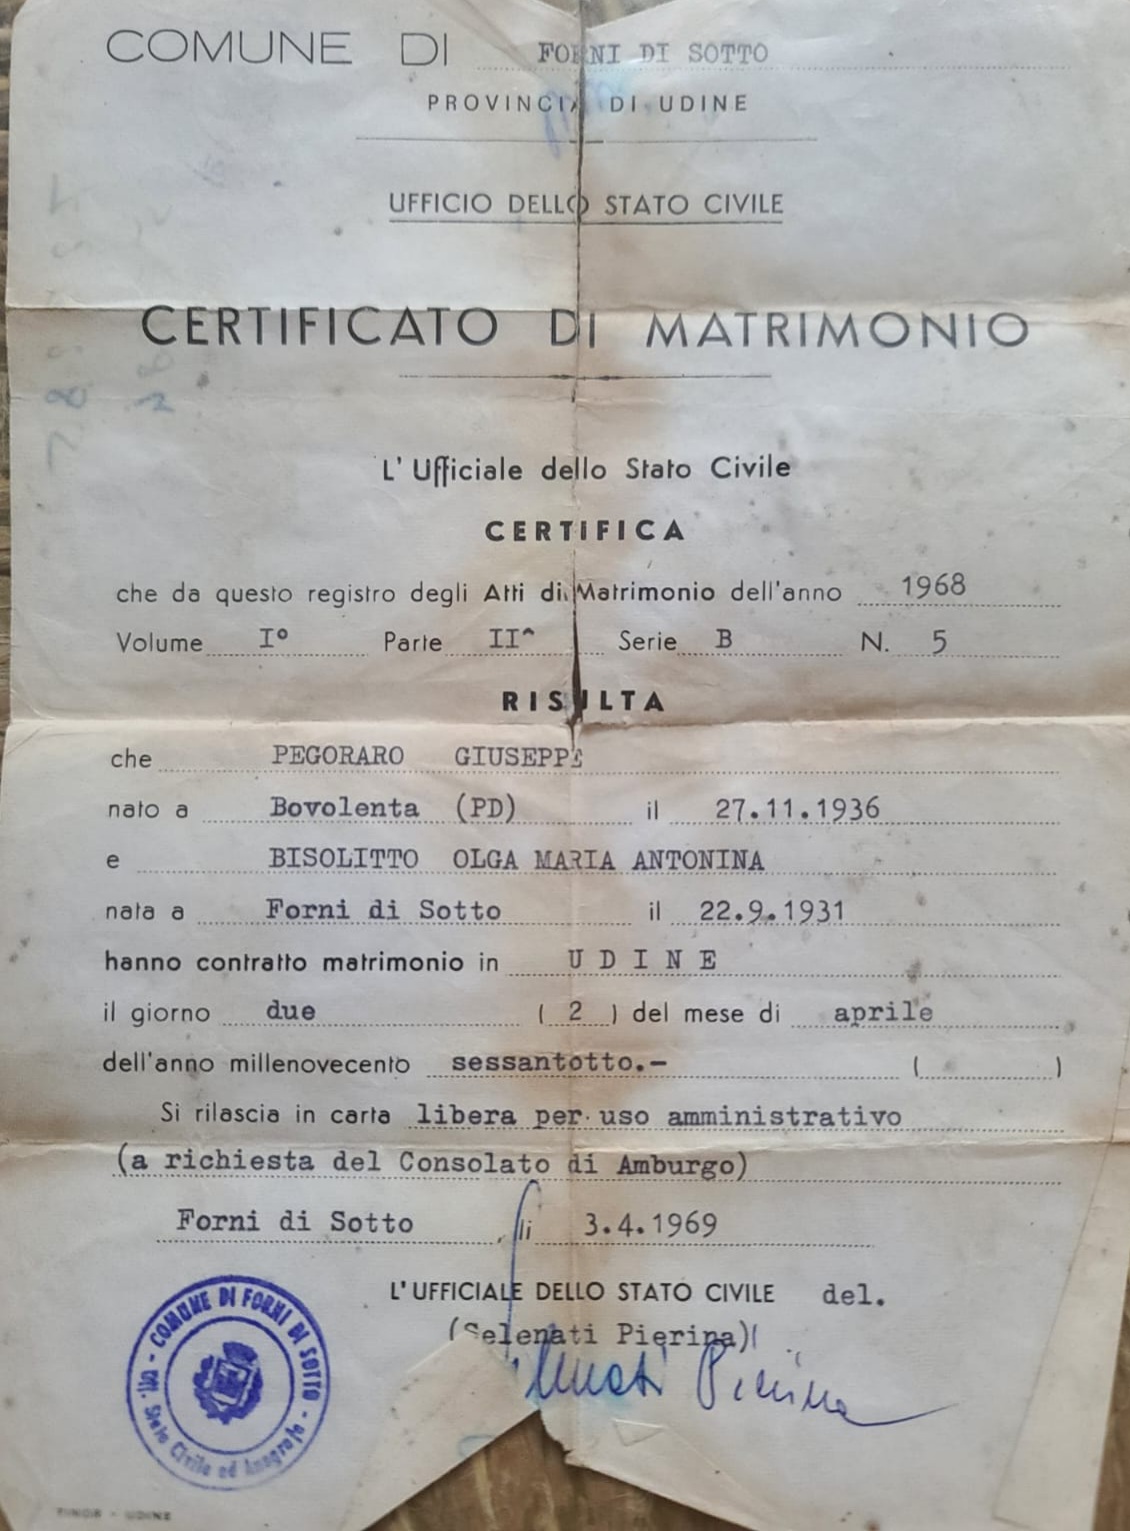 COMUNE DI FORNI DI SOTTO
PROVINCIA DI UDINE
UFFICIO DELLO STATO CIVILE
CERTIFICATO DI MATRIMONIO
L'Ufficiale dello Stato Civile
CERTIFICA
che da questo registro degli Atti di Matrimonio dell'anno 1968
Volume I° Parte II^ Serie B N. 5
RISULTA
che PEGORARO GIUSEPPE
nato a Bovolenta (PD) il 27.11.1936
e BISOLITTO OLGA MARIA ANTONINA
nata a Forni di Sotto il 22.9.1931
hanno contratto matrimonio in UDINE
il giorno due ( 2 ) del mese di aprile
dell'anno millenovecento sessantotto.- ( )
Si rilascia in carta libera per uso amministrativo
(a richiesta del Consolato di Amburgo)
Forni di Sotto, li 3.4.1969
L'UFFICIALE DELLO STATO CIVILE del.
(Selenati Pierina)
Selenati Pierina
COMUNE DI FORNI DI SOTTO
Uff. Stato Civile ed Anagrafe
UDINE